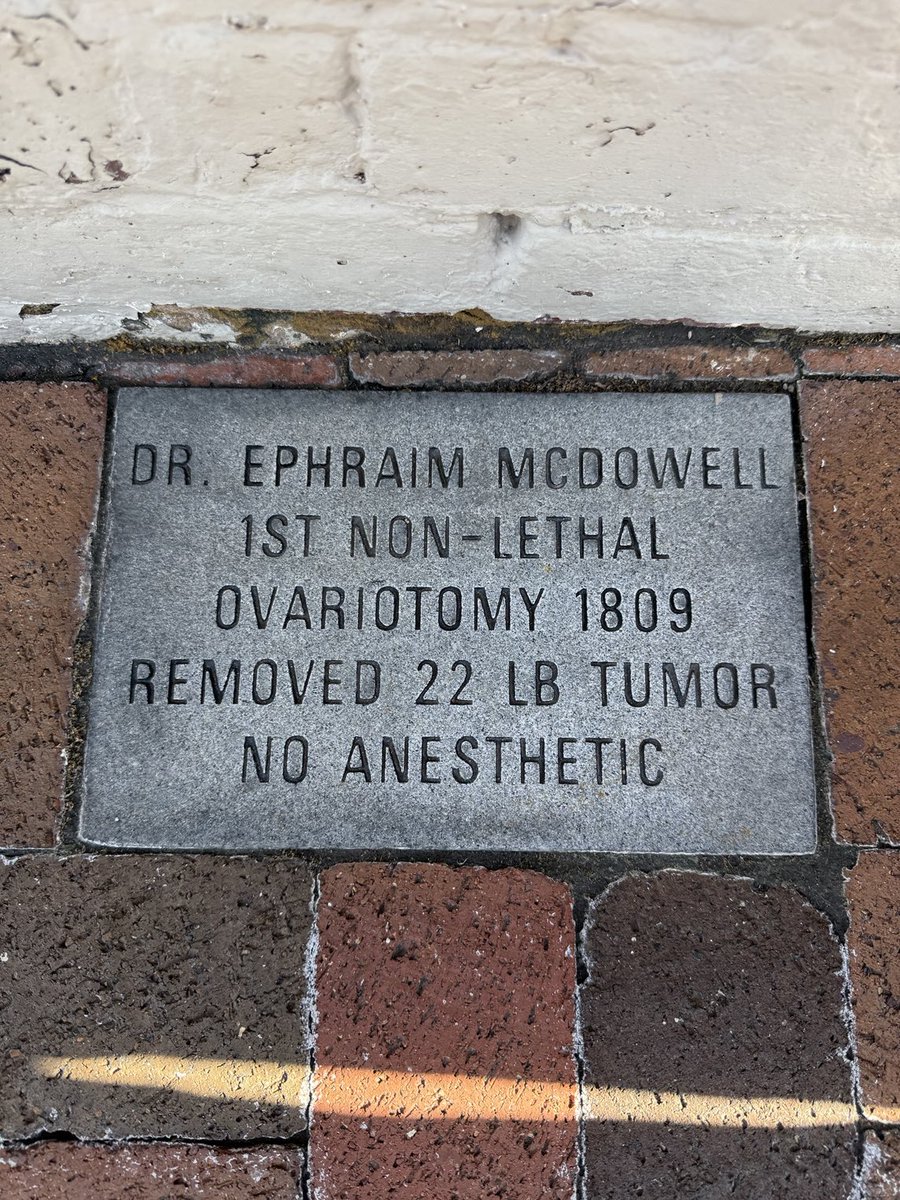 DR. EPHRAIM MCDOWELL
1ST NON-LETHAL
OVARIOTOMY 1809
REMOVED 22 LB TUMOR
NO ANESTHETIC